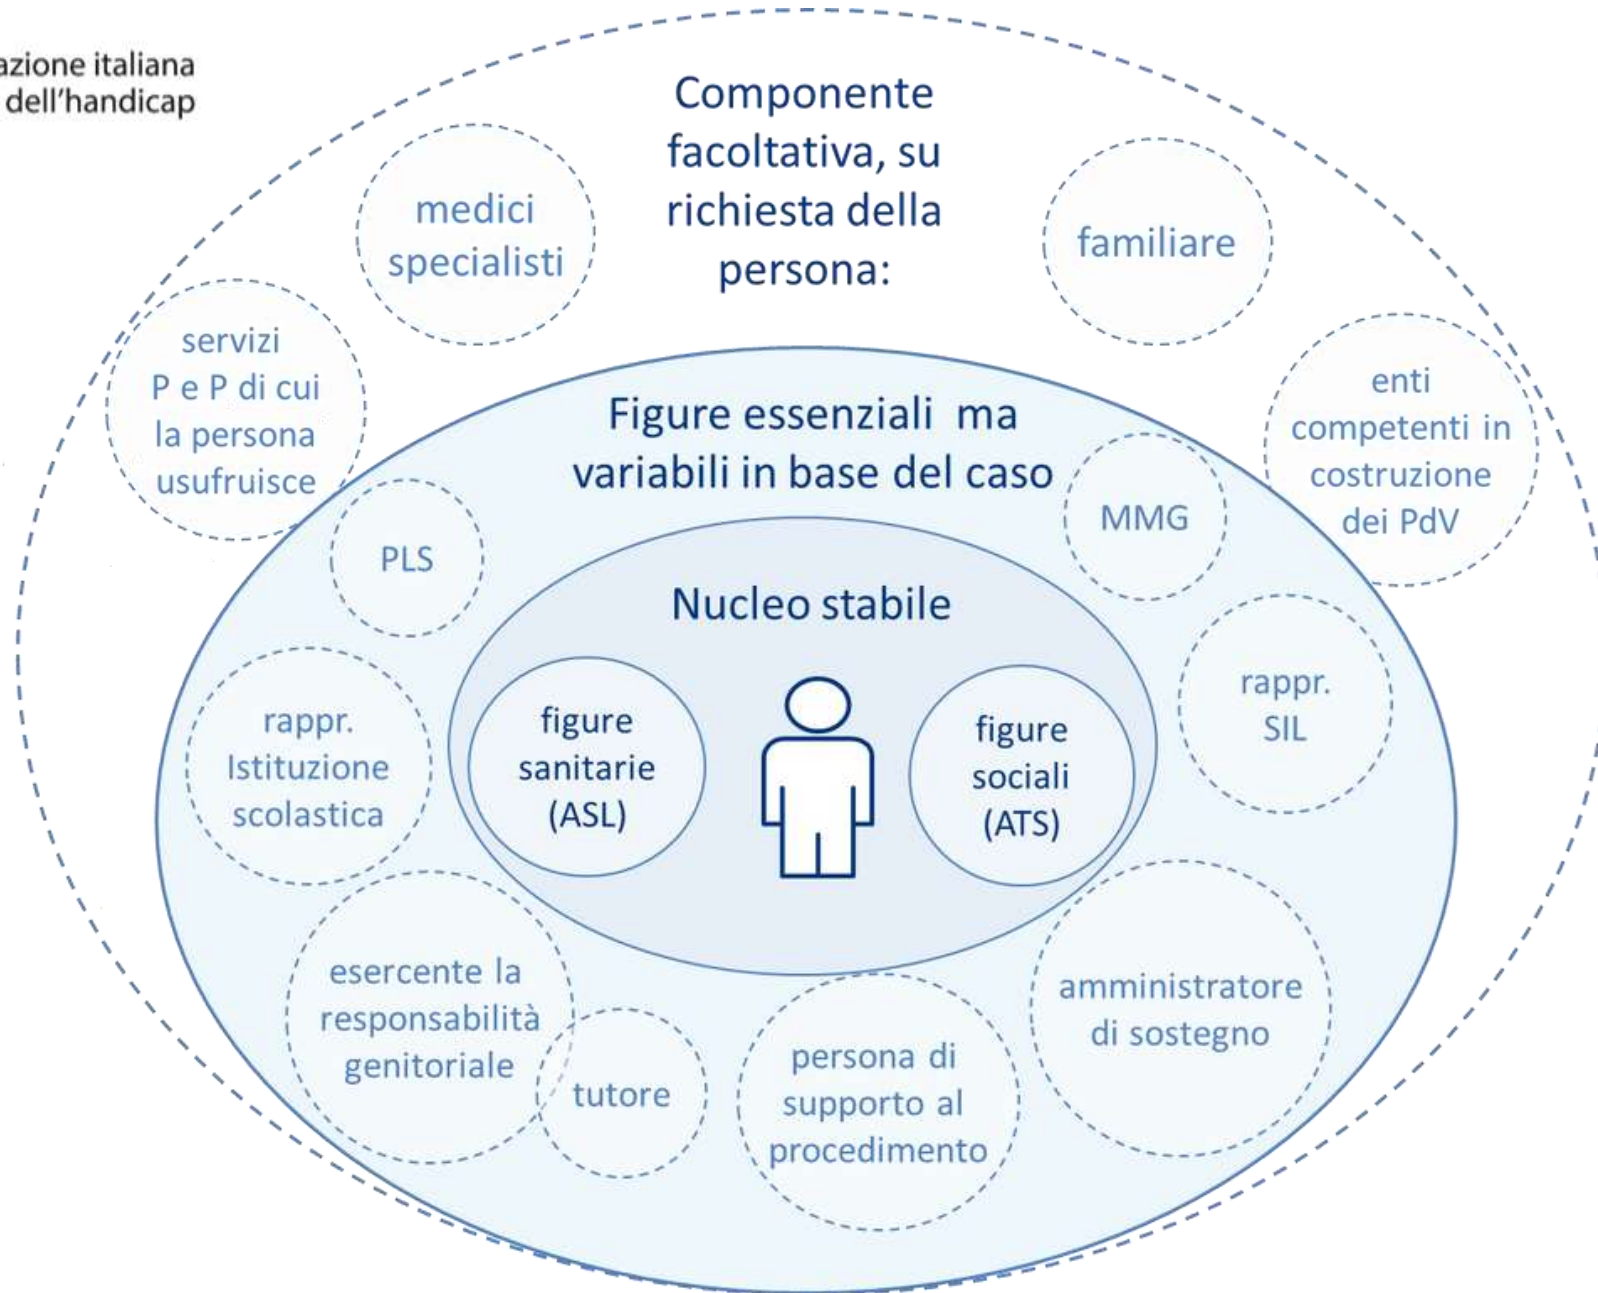 azione italiana
dell'handicap
Componente
facoltativa, su
richiesta della
persona:
medici
specialisti
familiare
servizi
P e P di cui
la persona
usufruisce
enti
competenti in
costruzione
dei PdV
Figure essenziali ma
variabili in base del caso
PLS
MMG
Nucleo stabile
rappr.
Istituzione
scolastica
figure
sanitarie
(ASL)
figure
sociali
(ATS)
rappr.
SIL
esercente la
responsabilità
genitoriale
tutore
persona di
supporto al
procedimento
amministratore
di sostegno